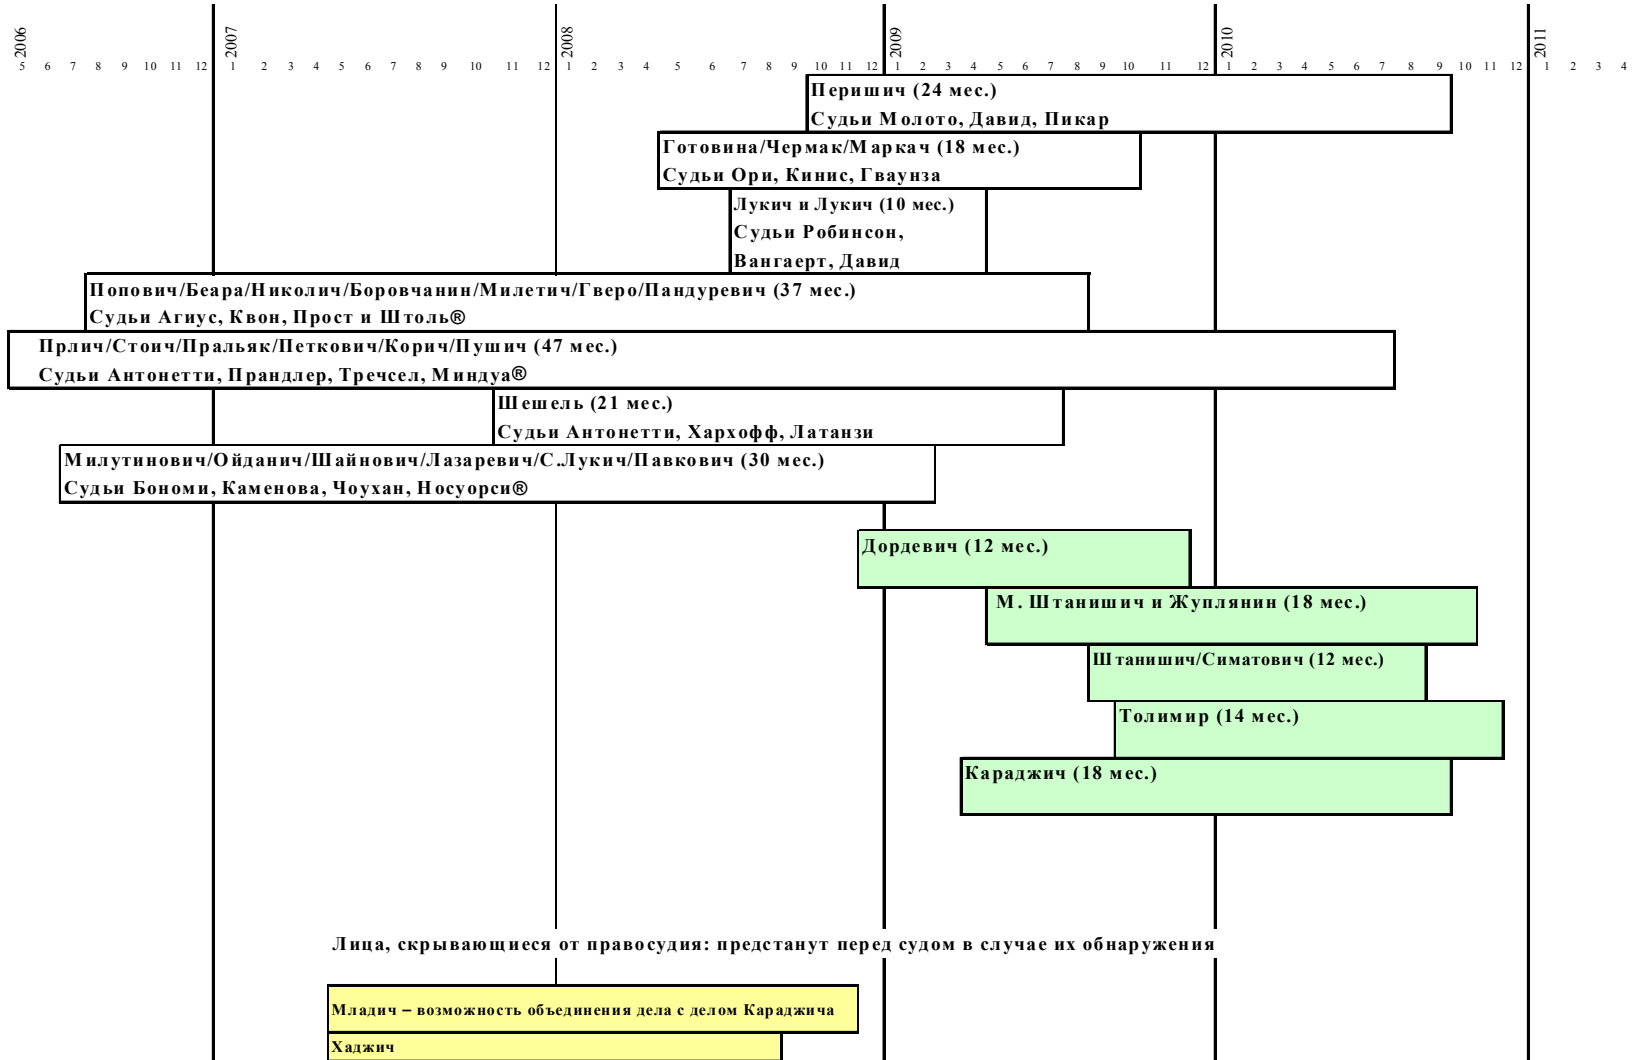 2006 2007 2008 2009 2010 2011
5 6 7 8 9 10 11 12 1 2 3 4 5 6 7 8 9 10 11 12 1 2 3 4 5 6 7 8 9 10 11 12 1 2 3 4 5 6 7 8 9 10 11 12 1 2 3 4 5 6 7 8 9 10 11 12 1 2 3 4
Перишич (24 мес.)
Судьи Молото, Давид, Пикар
Готовина/Чермак/Маркач (18 мес.)
Судьи Ори, Кинис, Гваунза
Лукич и Лукич (10 мес.)
Судьи Робинсон,
Вангаерт, Давид
Попович/Беара/Николич/Боровчанин/Милетич/Гверо/Пандуревич (37 мес.)
Судьи Агиус, Квон, Прост и Штоль®
Прлич/Стоич/Пральяк/Петкович/Корич/Пушич (47 мес.)
Судьи Антонетти, Прандлер, Тречсел, Миндуа®
Шешель (21 мес.)
Судьи Антонетти, Хархофф, Латанзи
Милутинович/Ойданич/Шайнович/Лазаревич/С.Лукич/Павкович (30 мес.)
Судьи Бономи, Каменова, Чоухан, Носуорси®
Дордевич (12 мес.)
М. Штанишич и Жуплянин (18 мес.)
Штанишич/Симатович (12 мес.)
Толимир (14 мес.)
Караджич (18 мес.)
Лица, скрывающиеся от правосудия: предстанут перед судом в случае их обнаружения
Младич – возможность объединения дела с делом Караджича
Хаджич